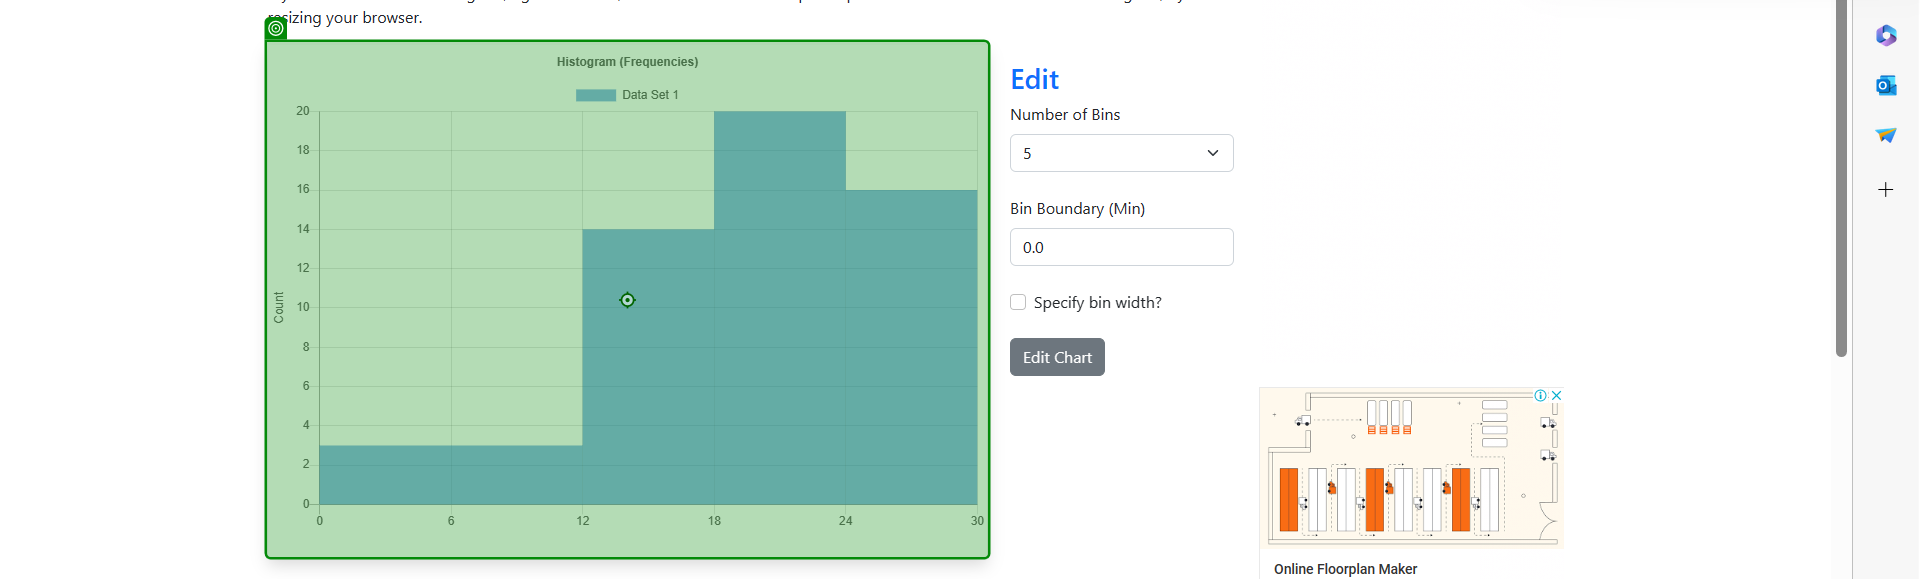 resizing your browser.
Histogram (Frequencies)
Data Set 1
20
18
16
14
12
10
8
6
4
2
0
Count
0 6 12 18 24 30
Edit
Number of Bins
5
Bin Boundary (Min)
0.0
Specify bin width?
Edit Chart
Online Floorplan Maker